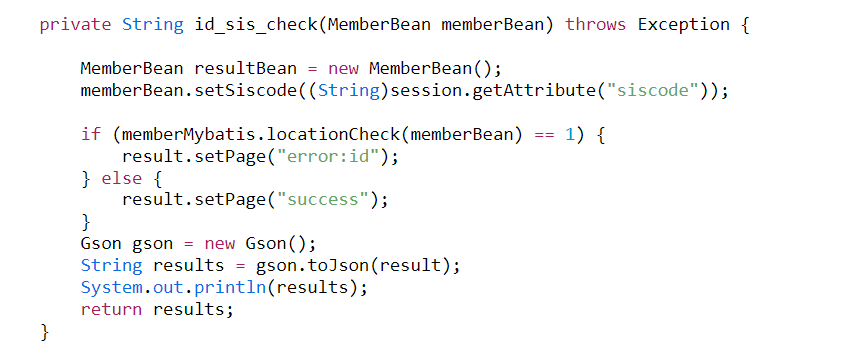 private String id_sis_check(MemberBean memberBean) throws Exception {
MemberBean resultBean = new MemberBean();
memberBean.setSiscode((String)session.getAttribute("siscode"));
if (memberMybatis.locationCheck(memberBean) == 1) {
result.setPage("error:id");
} else {
result.setPage("success");
}
Gson gson = new Gson();
String results = gson.toJson(result);
System.out.println(results);
return results;
}